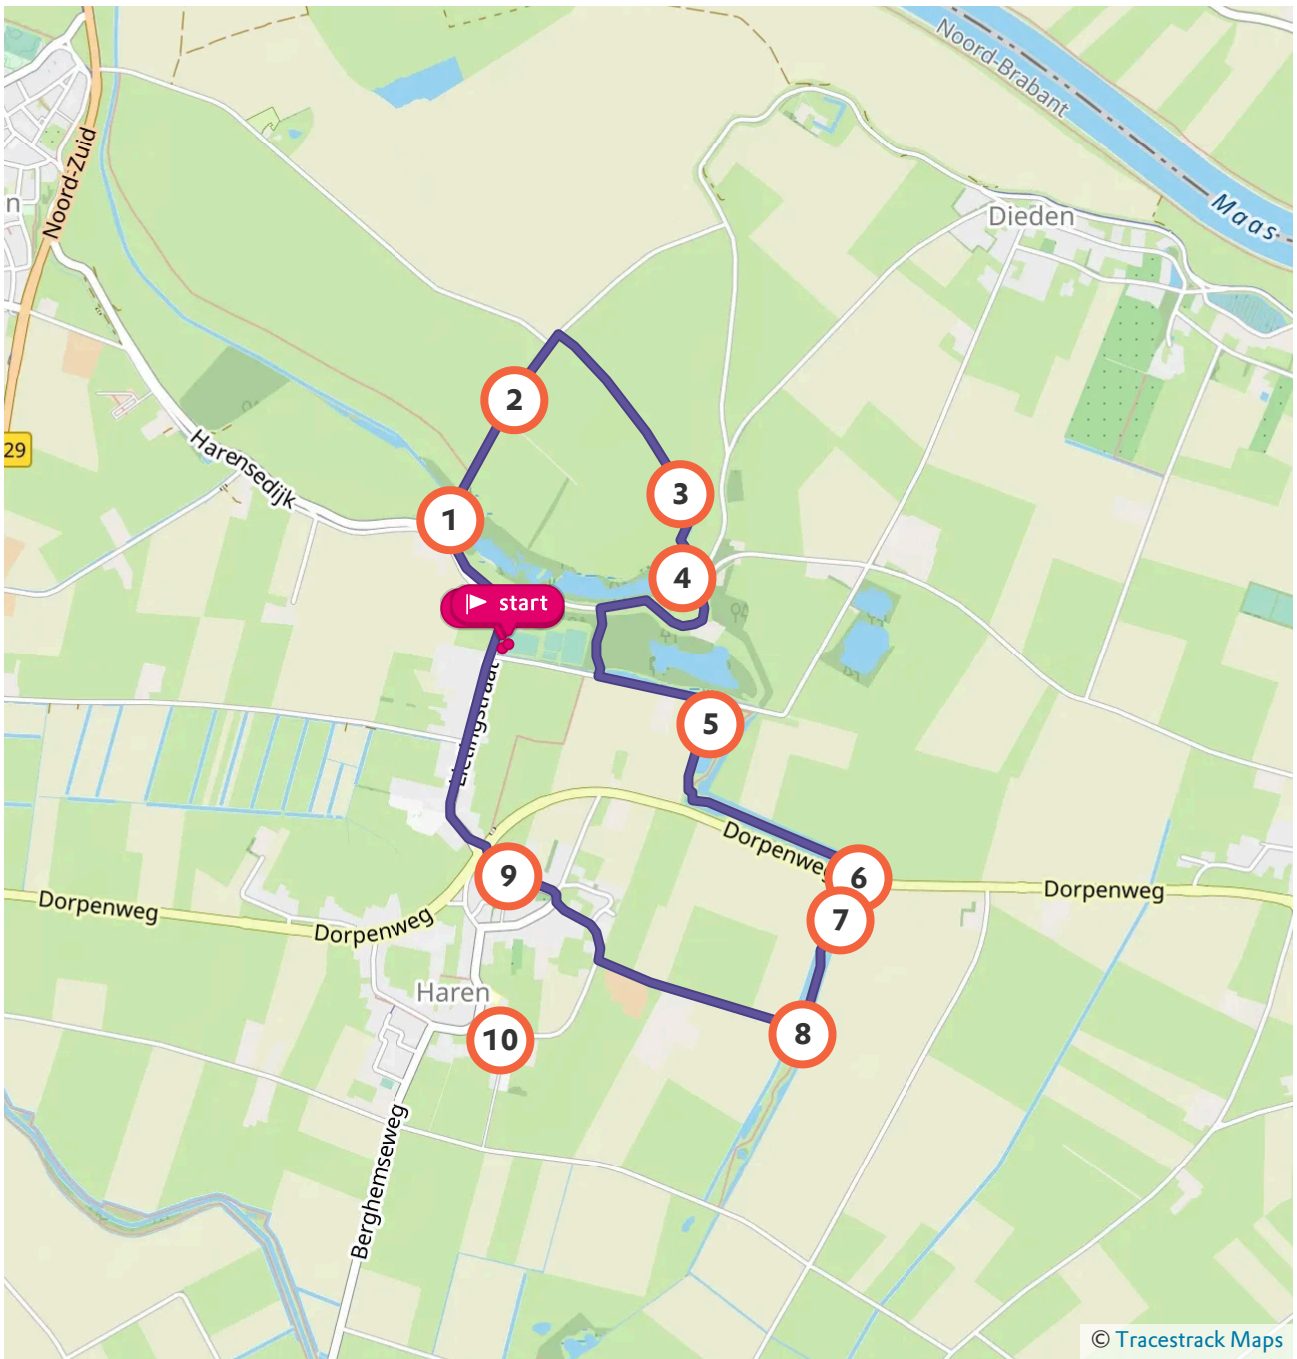 Noord-Brabant
Noord-Zuid
n
Maas
Dieden
2
29
Harensedijk
3
1
4
start
5
Lietingstraat
Dorpenweg
6
9
Dorpenweg
Dorpenweg
7
Dorpenweg
Haren
8
10
Berghemseweg
© Tracestrack Maps